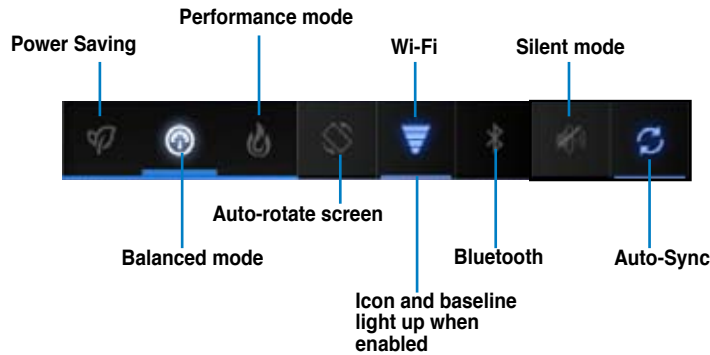 Performance mode
Power Saving
Wi-Fi
Silent mode
Auto-rotate screen
Balanced mode
Bluetooth
Auto-Sync
Icon and baseline
light up when
enabled